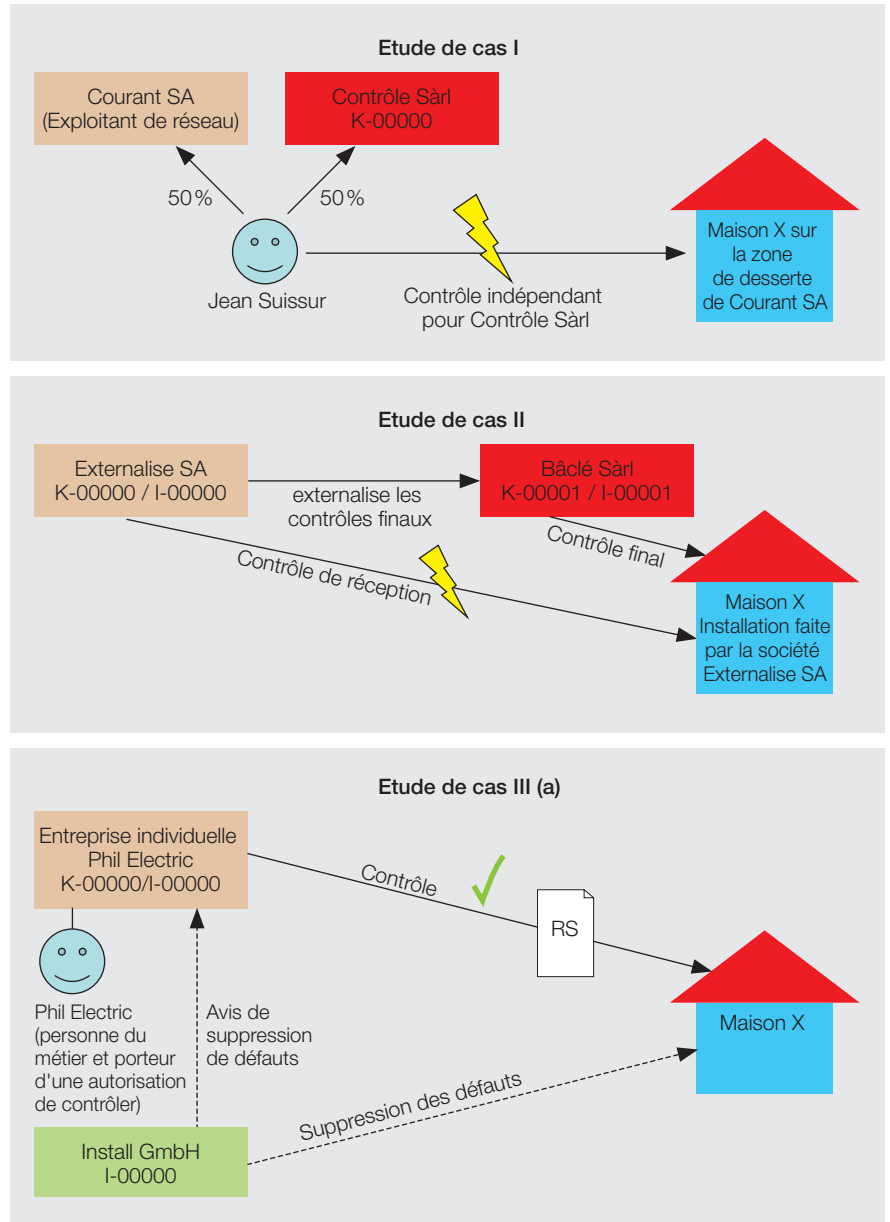 Etude de cas I
Courant SA
(Exploitant de réseau)
Contrôle Sàrl
K-00000
50%
50%
Jean Suissur
Contrôle indépendant
pour Contrôle Sàrl
Maison X sur
la zone
de desserte
de Courant SA
Etude de cas II
Externalise SA
K-00000 / I-00000
externalise les
contrôles finaux
Bâclé Sàrl
K-00001 / I-00001
Contrôle final
Contrôle de réception
Maison X
Installation faite
par la société
Externalise SA
Etude de cas III (a)
Entreprise individuelle
Phil Electric
K-00000/I-00000
Contrôle
RS
Phil Electric
(personne du
métier et porteur
d'une autorisation
de contrôler)
Avis de
suppression
de défauts
Maison X
Suppression des défauts
Install GmbH
I-00000